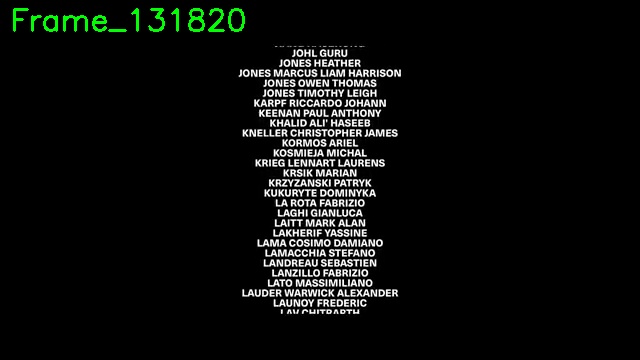 Frame_131820
JOHL GURU
JONES HEATHER
JONES MARCUS LIAM HARRISON
JONES OWEN THOMAS
JONES TIMOTHY LEIGH
KARPF RICCARDO JOHANN
KEENAN PAUL ANTHONY
KHALID ALI' HASEEB
KNELLER CHRISTOPHER JAMES
KORMOS ARIEL
KOSMIEJA MICHAL
KRIEG LENNART LAURENS
KRSIK MARIAN
KRZYZANSKI PATRYK
KUKURYTE DOMINYKA
LA ROTA FABRIZIO
LAGHI GIANLUCA
LAITT MARK ALAN
LAKHERIF YASSINE
LAMA COSIMO DAMIANO
LAMACCHIA STEFANO
LANDREAU SEBASTIEN
LANZILLO FABRIZIO
LATO MASSIMILIANO
LAUDER WARWICK ALEXANDER
LAUNOY FREDERIC